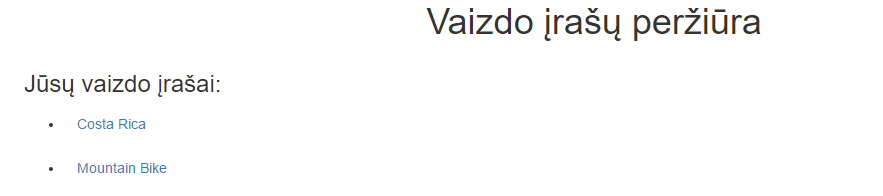 Vaizdo įrašų peržiūra
Jūsų vaizdo įrašai:
Costa Rica
Mountain Bike